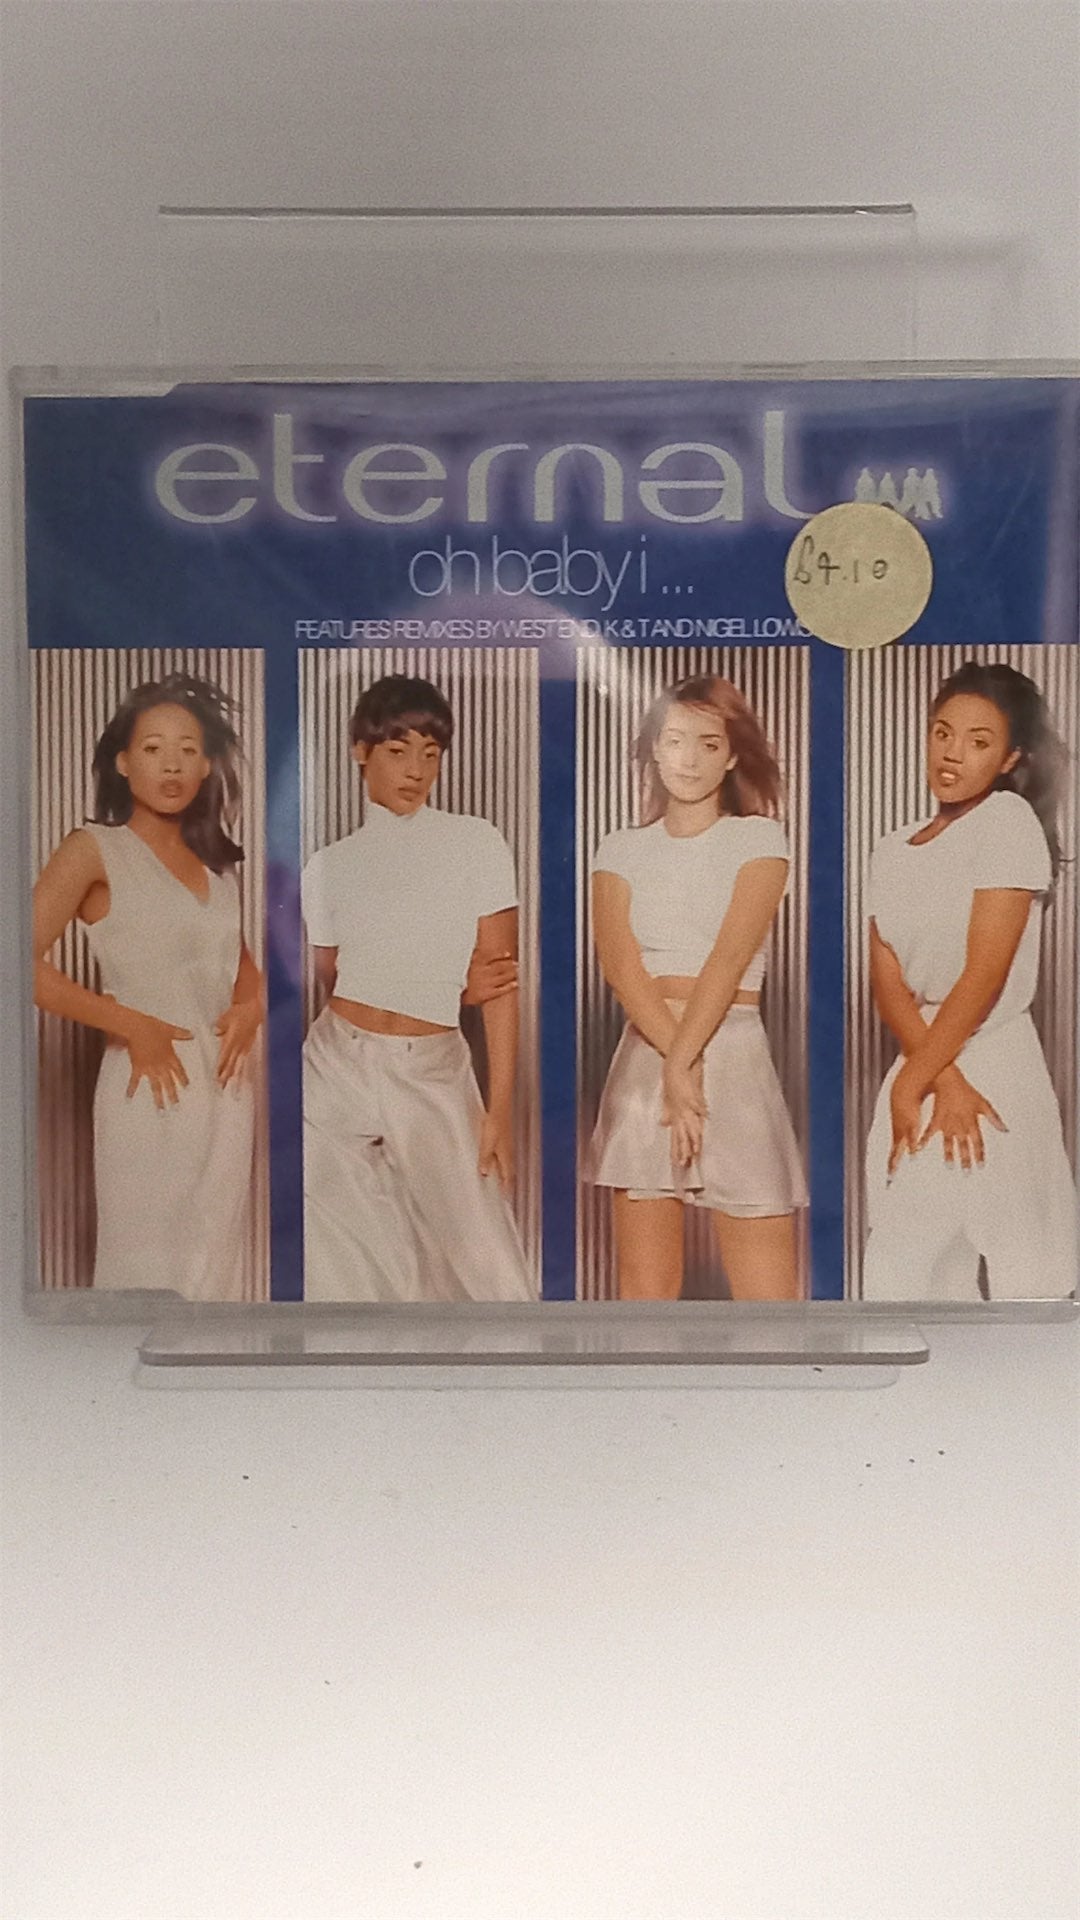 eternal
oh baby i ...
£4.10
FEATURES REMIXES BY WEST END, K & T AND NIGEL LOWIS